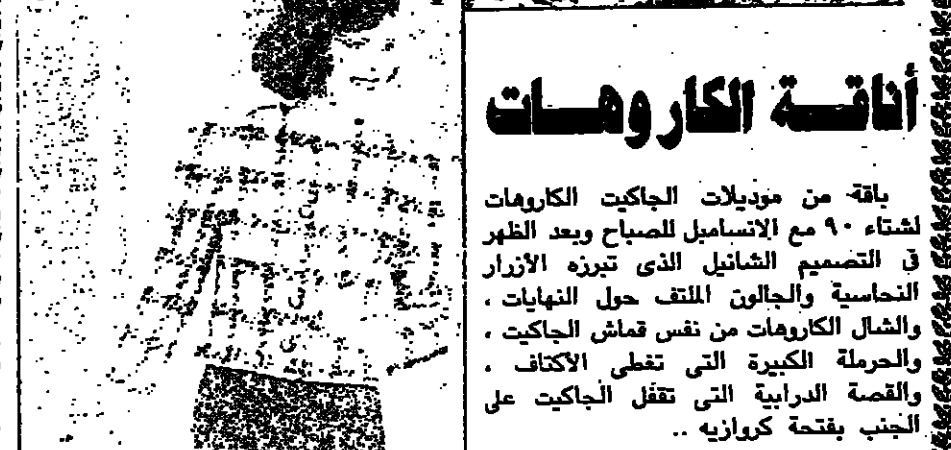 أناقة الكاروهات
باقة من موديلات الجاكيت الكاروهات
لشتاء ٩٠ مع الانسامبل للصباح وبعد الظهر
في التصميم الشانيل الذى تبرزه الأزرار
النحاسية والجالون الملتف حول النهايات ،
والشال الكاروهات من نفس قماش الجاكيت ،
والحرملة الكبيرة التى تغطى الأكتاف ،
والقصة الدرابية التى تقفل الجاكيت على
الجنب بفتحة كروازيه ..